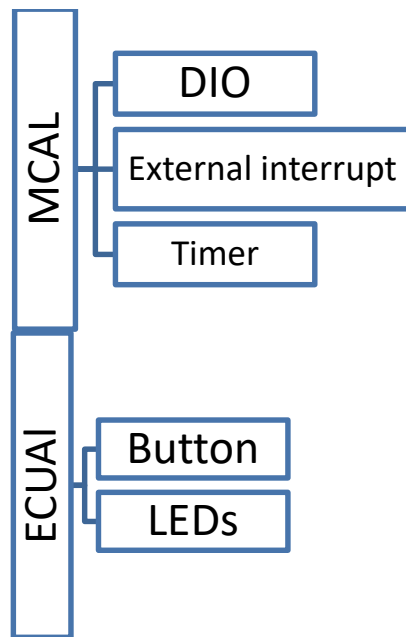 MCAL
DIO
External interrupt
Timer
ECUAl
Button
LEDs